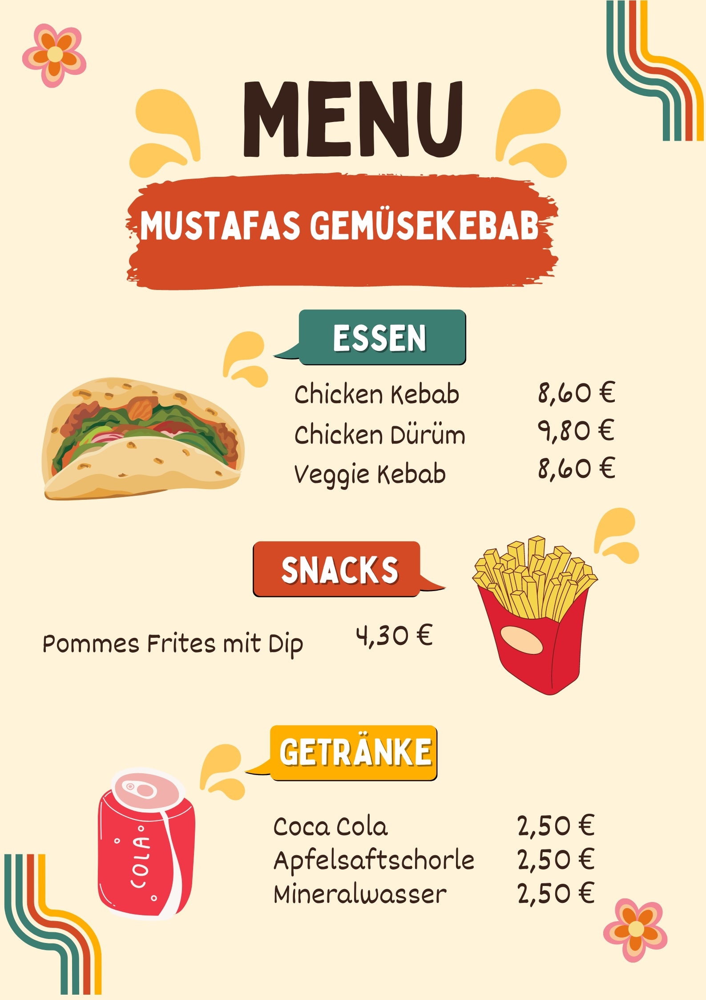 MENU
MUSTAFAS GEMÜSEKEBAB
ESSEN
Chicken Kebab 8,60 €
Chicken Dürüm 9,80 €
Veggie Kebab 8,60 €
SNACKS
Pommes Frites mit Dip 4,30 €
GETRÄNKE
Coca Cola 2,50 €
Apfelsaftschorle 2,50 €
Mineralwasser 2,50 €
COLA